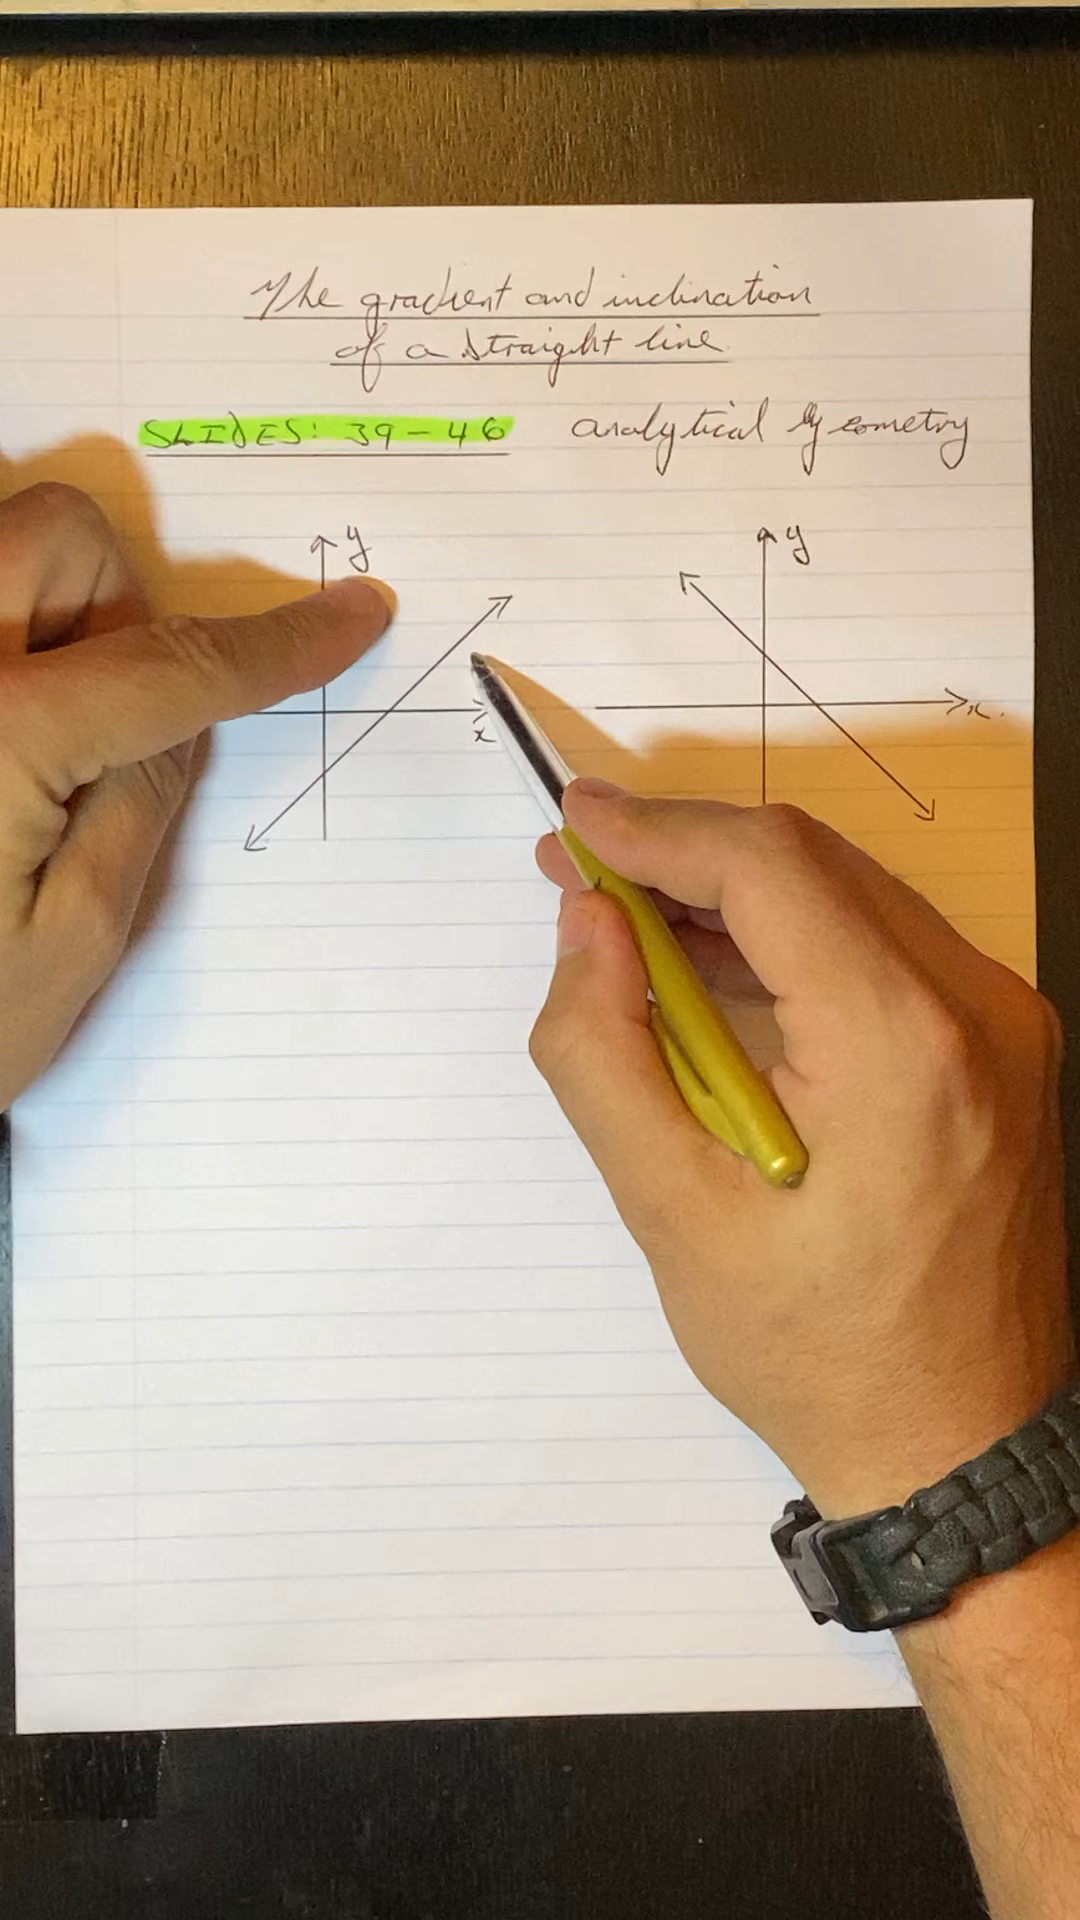 The gradient and inclination
of a straight line.
SLIDES: 39-46 analytical geometry
y y
x x.